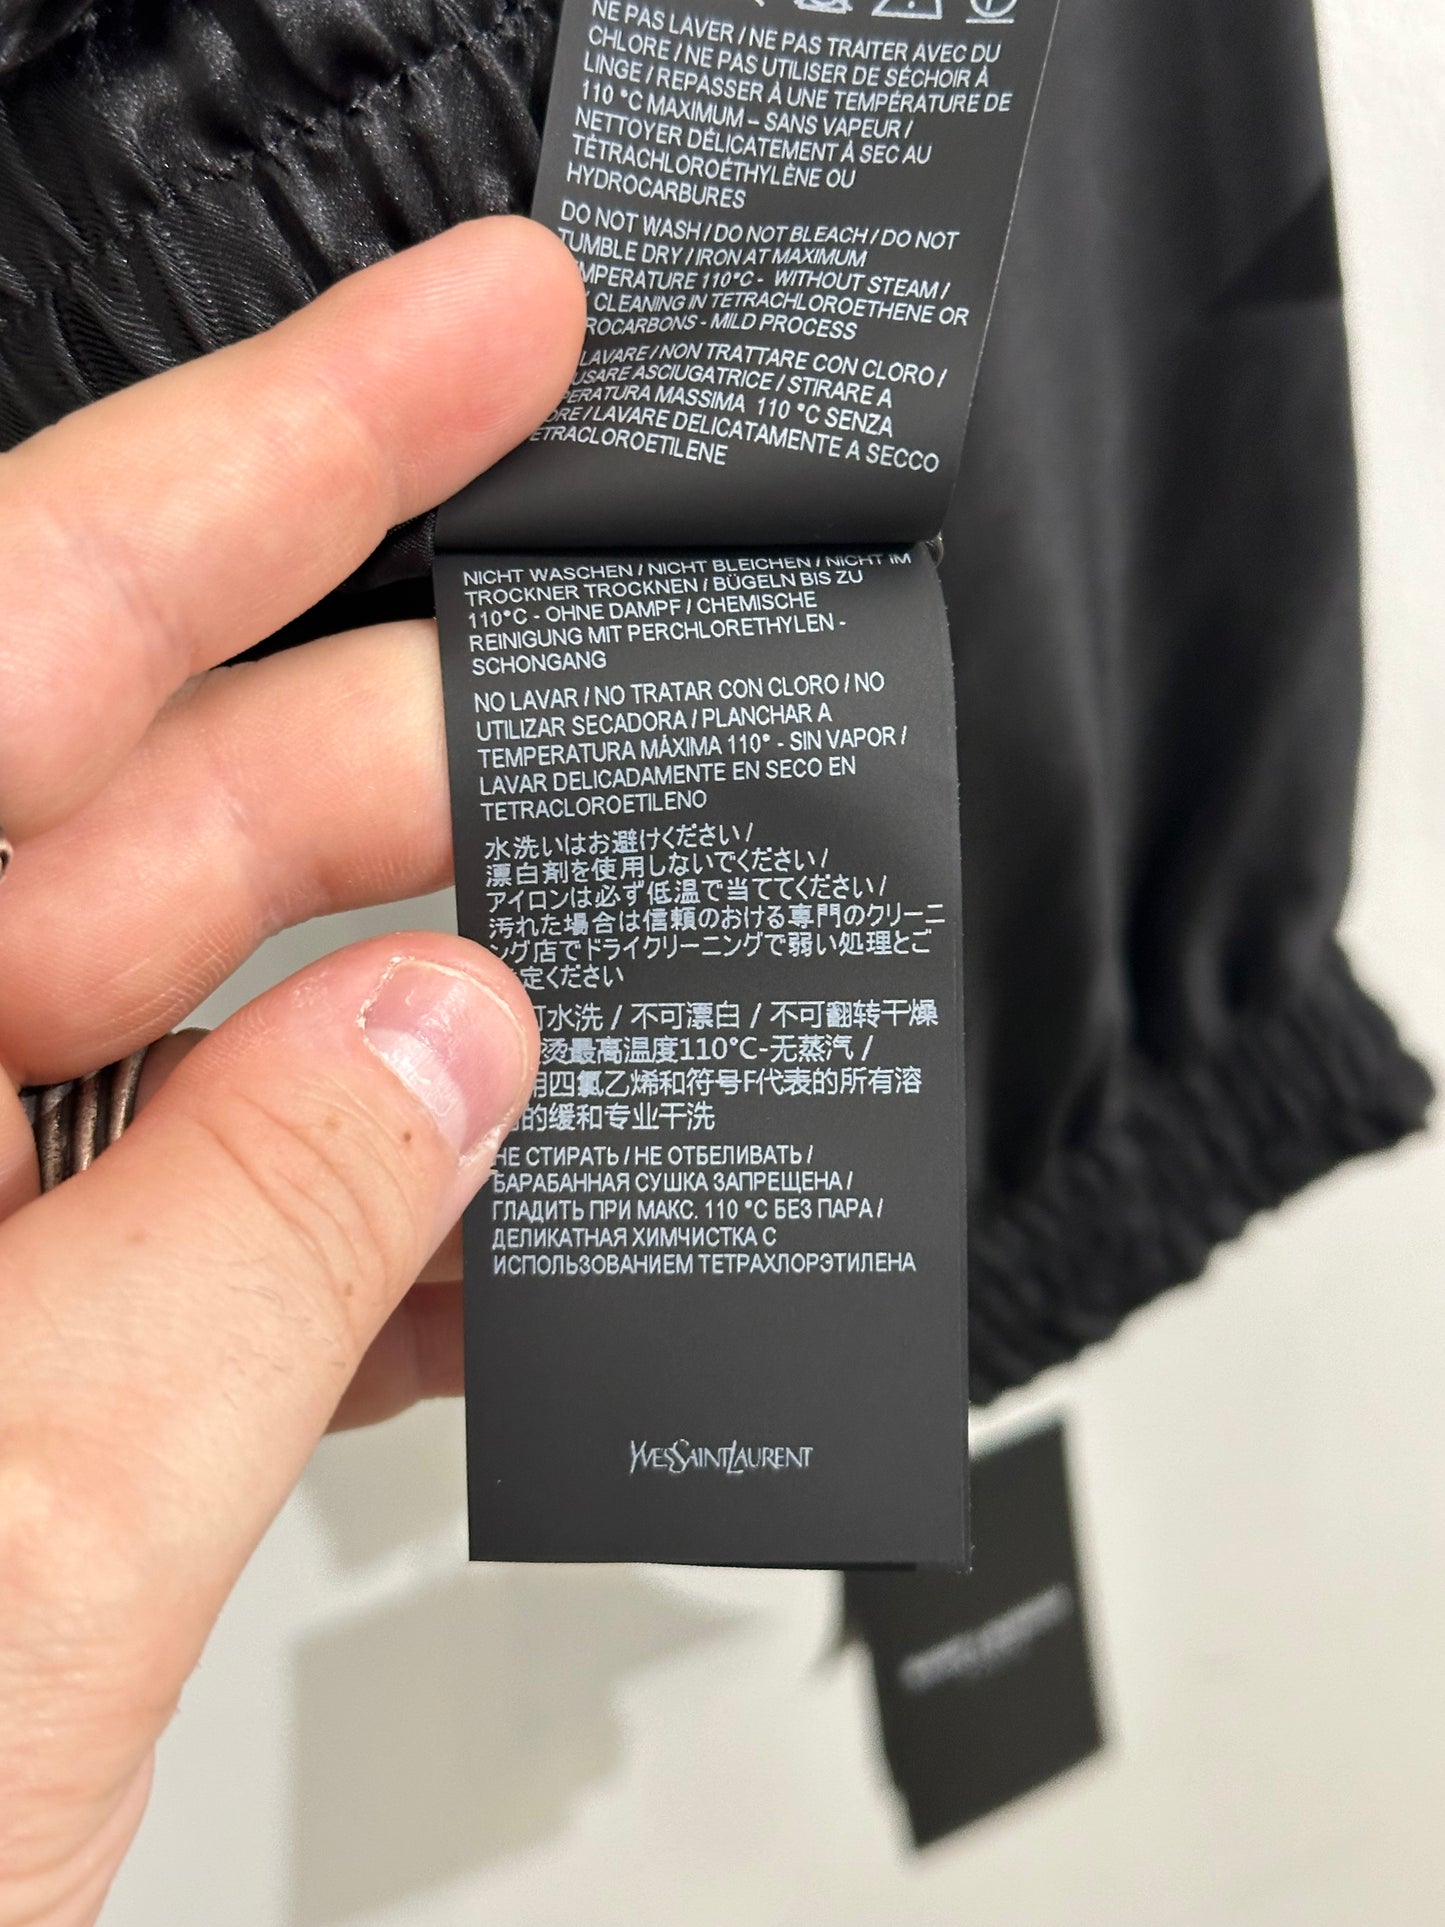 NE PAS LAVER / NE PAS TRAITER AVEC DU
CHLORE / NE PAS UTILISER DE SÉCHOIR À
LINGE / REPASSER À UNE TEMPÉRATURE DE
110 °C MAXIMUM – SANS VAPEUR /
NETTOYER DÉLICATEMENT À SEC AU
TÉTRACHLOROÉTHYLÈNE OU
HYDROCARBURES
DO NOT WASH / DO NOT BLEACH / DO NOT
TUMBLE DRY / IRON AT MAXIMUM
MPERATURE 110°C - WITHOUT STEAM /
CLEANING IN TETRACHLOROETHENE OR
ROCARBONS - MILD PROCESS
LAVARE / NON TRATTARE CON CLORO /
USARE ASCIUGATRICE / STIRARE A
PERATURA MASSIMA 110 °C SENZA
ORE / LAVARE DELICATAMENTE A SECCO
ETRACLOROETILENE
NICHT WASCHEN / NICHT BLEICHEN / NICHT IM
TROCKNER TROCKNEN / BÜGELN BIS ZU
110°C - OHNE DAMPF / CHEMISCHE
REINIGUNG MIT PERCHLORETHYLEN -
SCHONGANG
NO LAVAR / NO TRATAR CON CLORO / NO
UTILIZAR SECADORA / PLANCHAR A
TEMPERATURA MÁXIMA 110° - SIN VAPOR /
LAVAR DELICADAMENTE EN SECO EN
TETRACLOROETILENO
水洗いはお避けください /
漂白剤を使用しないでください /
アイロンは必ず低温で当ててください /
汚れた場合は信頼のおける専門のクリーニ
ング店でドライクリーニングで弱い処理とご
定ください
可水洗 / 不可漂白 / 不可翻转干燥
烫最高温度110°C-无蒸汽 /
用四氯乙烯和符号F代表的所有溶
的缓和专业干洗
НЕ СТИРАТЬ / НЕ ОТБЕЛИВАТЬ /
БАРАБАННАЯ СУШКА ЗАПРЕЩЕНА /
ГЛАДИТЬ ПРИ МАКС. 110 °C БЕЗ ПАРА /
ДЕЛИКАТНАЯ ХИМЧИСТКА С
ИСПОЛЬЗОВАНИЕМ ТЕТРАХЛОРЭТИЛЕНА
YVESSAINTLAURENT